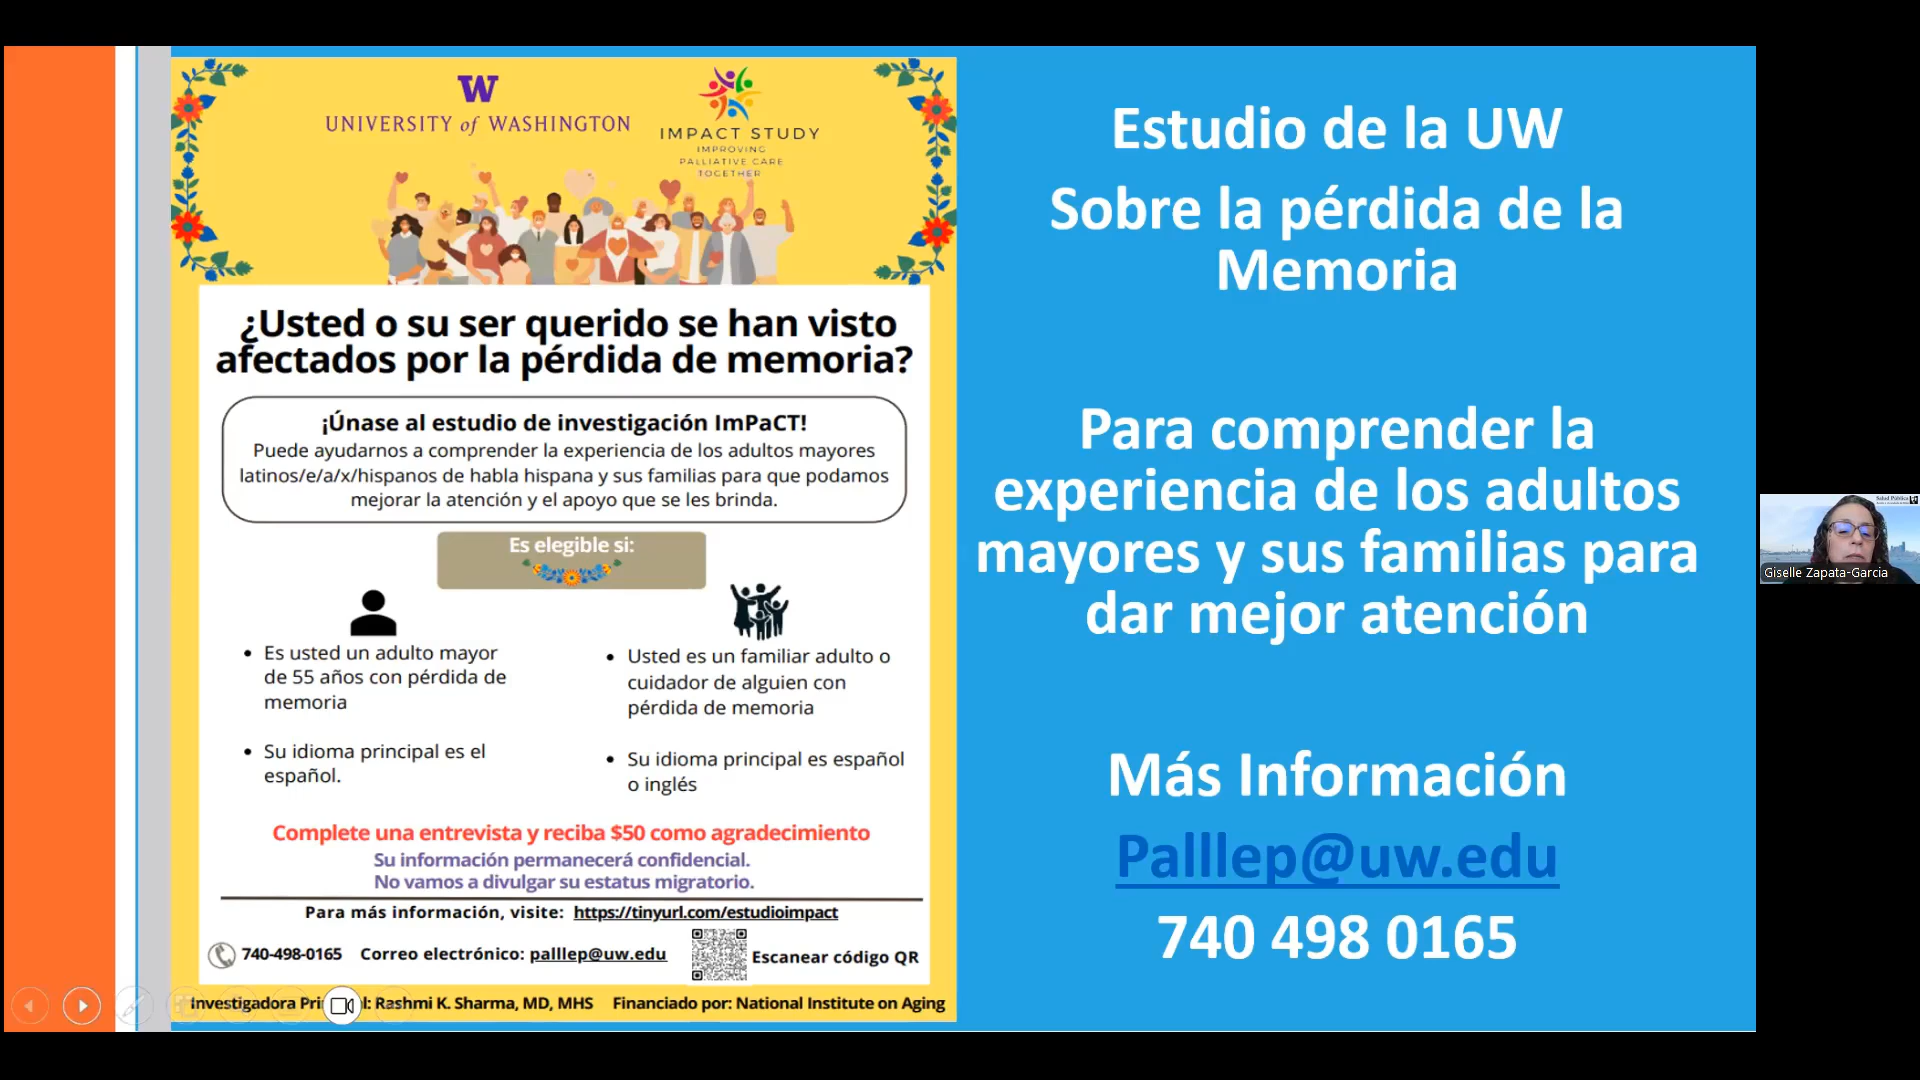 W
UNIVERSITY of WASHINGTON
IMPACT STUDY
IMPROVING
PALLIATIVE CARE
TOGETHER
¿Usted o su ser querido se han visto
afectados por la pérdida de memoria?
¡Únase al estudio de investigación ImPaCT!
Puede ayudarnos a comprender la experiencia de los adultos mayores
latinos/e/a/x/hispanos de habla hispana y sus familias para que podamos
mejorar la atención y el apoyo que se les brinda.
Es elegible si:
• Es usted un adulto mayor
de 55 años con pérdida de
memoria
• Su idioma principal es el
español.
• Usted es un familiar adulto o
cuidador de alguien con
pérdida de memoria
• Su idioma principal es español
o inglés
Complete una entrevista y reciba $50 como agradecimiento
Su información permanecerá confidencial.
No vamos a divulgar su estatus migratorio.
Para más información, visite: https://tinyurl.com/estudioimpact
740-498-0165 Correo electrónico: palllep@uw.edu
Escanear código QR
Investigadora Pri l: Rashmi K. Sharma, MD, MHS Financiado por: National Institute on Aging
Estudio de la UW
Sobre la pérdida de la
Memoria
Para comprender la
experiencia de los adultos
mayores y sus familias para
dar mejor atención
Más Información
Palllep@uw.edu
740 498 0165
Salud Pública
Giselle Zapata-Garcia